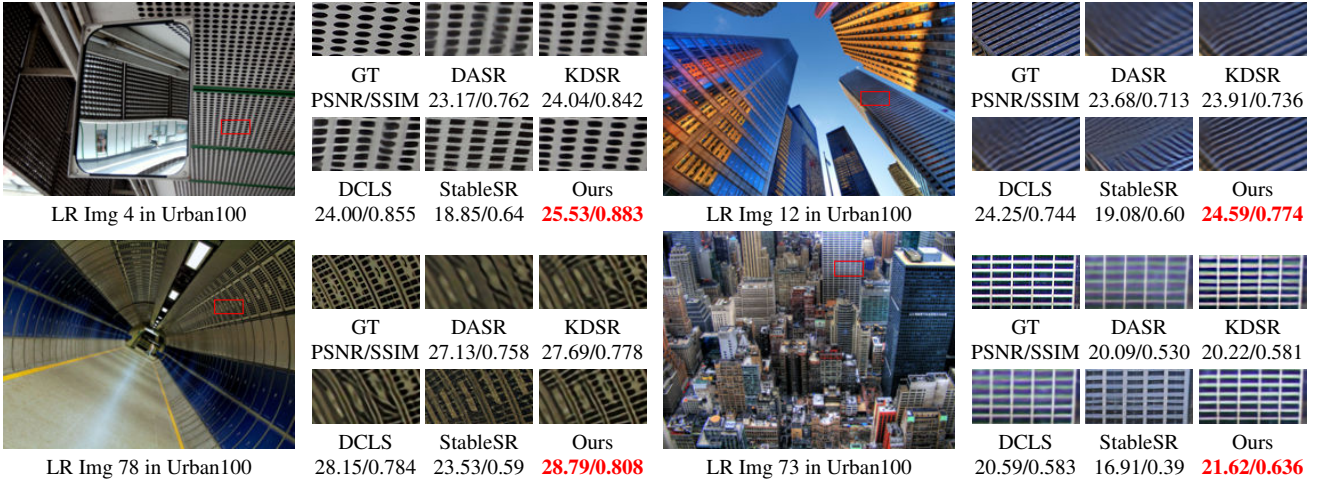 GT DASR KDSR
PSNR/SSIM 23.17/0.762 24.04/0.842
DCLS StableSR Ours
24.00/0.855 18.85/0.64 25.53/0.883
LR Img 4 in Urban100
GT DASR KDSR
PSNR/SSIM 23.68/0.713 23.91/0.736
DCLS StableSR Ours
24.25/0.744 19.08/0.60 24.59/0.774
LR Img 12 in Urban100
GT DASR KDSR
PSNR/SSIM 27.13/0.758 27.69/0.778
DCLS StableSR Ours
28.15/0.784 23.53/0.59 28.79/0.808
LR Img 78 in Urban100
GT DASR KDSR
PSNR/SSIM 20.09/0.530 20.22/0.581
DCLS StableSR Ours
20.59/0.583 16.91/0.39 21.62/0.636
LR Img 73 in Urban100